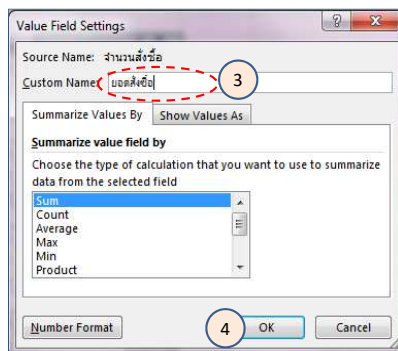 Value Field Settings
Source Name: จำนวนสั่งซื้อ
Custom Name: ยอดสั่งซื้อ
3
Summarize Values By Show Values As
Summarize value field by
Choose the type of calculation that you want to use to summarize
data from the selected field
Sum
Count
Average
Max
Min
Product
Number Format 4 OK Cancel